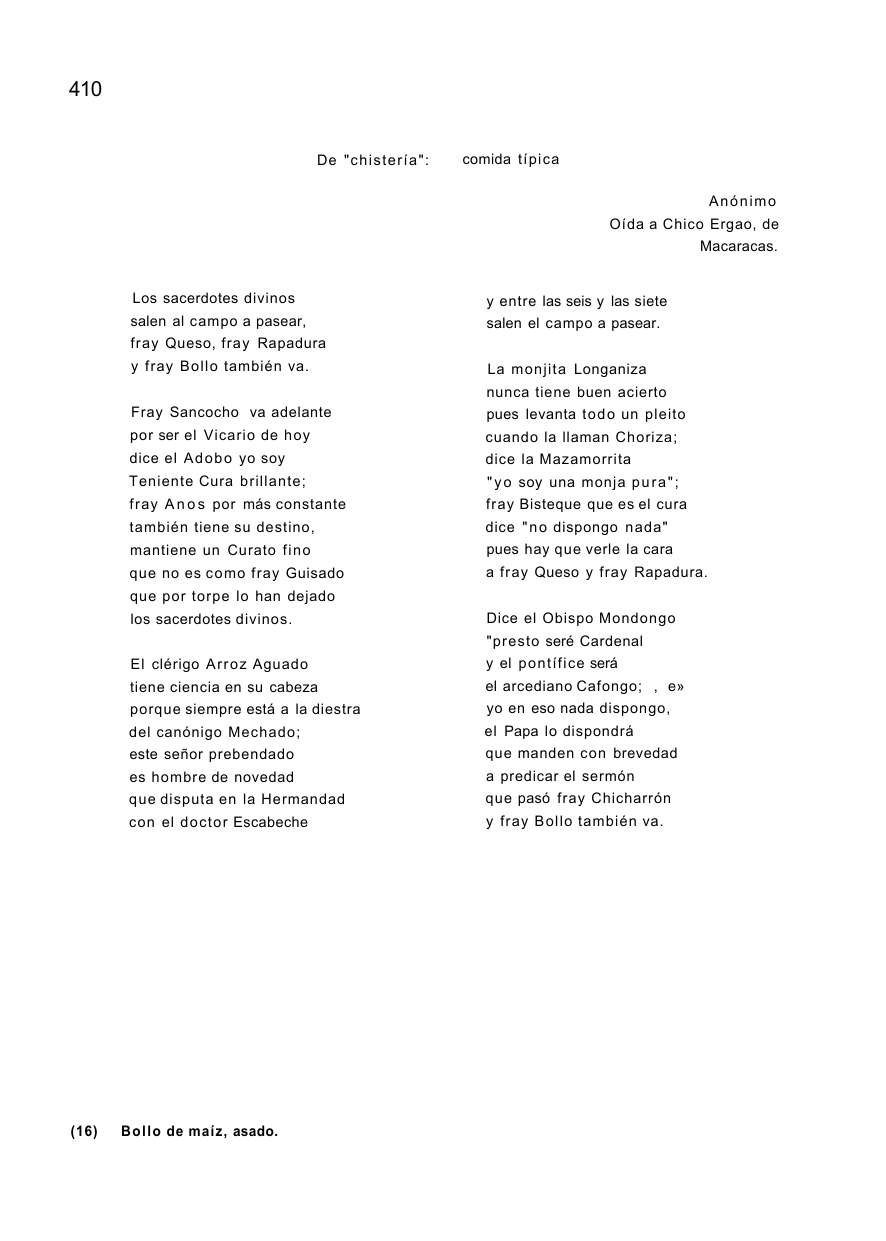 410
De "chistería": comida típica
Anónimo
Oída a Chico Ergao, de
Macaracas.
Los sacerdotes divinos
salen al campo a pasear,
fray Queso, fray Rapadura
y fray Bollo también va.
Fray Sancocho va adelante
por ser el Vicario de hoy
dice el Adobo yo soy
Teniente Cura brillante;
fray Anos por más constante
también tiene su destino,
mantiene un Curato fino
que no es como fray Guisado
que por torpe lo han dejado
los sacerdotes divinos.
El clérigo Arroz Aguado
tiene ciencia en su cabeza
porque siempre está a la diestra
del canónigo Mechado;
este señor prebendado
es hombre de novedad
que disputa en la Hermandad
con el doctor Escabeche
y entre las seis y las siete
salen el campo a pasear.
La monjita Longaniza
nunca tiene buen acierto
pues levanta todo un pleito
cuando la llaman Choriza;
dice la Mazamorrita
"yo soy una monja pura";
fray Bisteque que es el cura
dice "no dispongo nada"
pues hay que verle la cara
a fray Queso y fray Rapadura.
Dice el Obispo Mondongo
"presto seré Cardenal
y el pontífice será
el arcediano Cafongo; , e»
yo en eso nada dispongo,
el Papa lo dispondrá
que manden con brevedad
a predicar el sermón
que pasó fray Chicharrón
y fray Bollo también va.
(16) Bollo de maíz, asado.